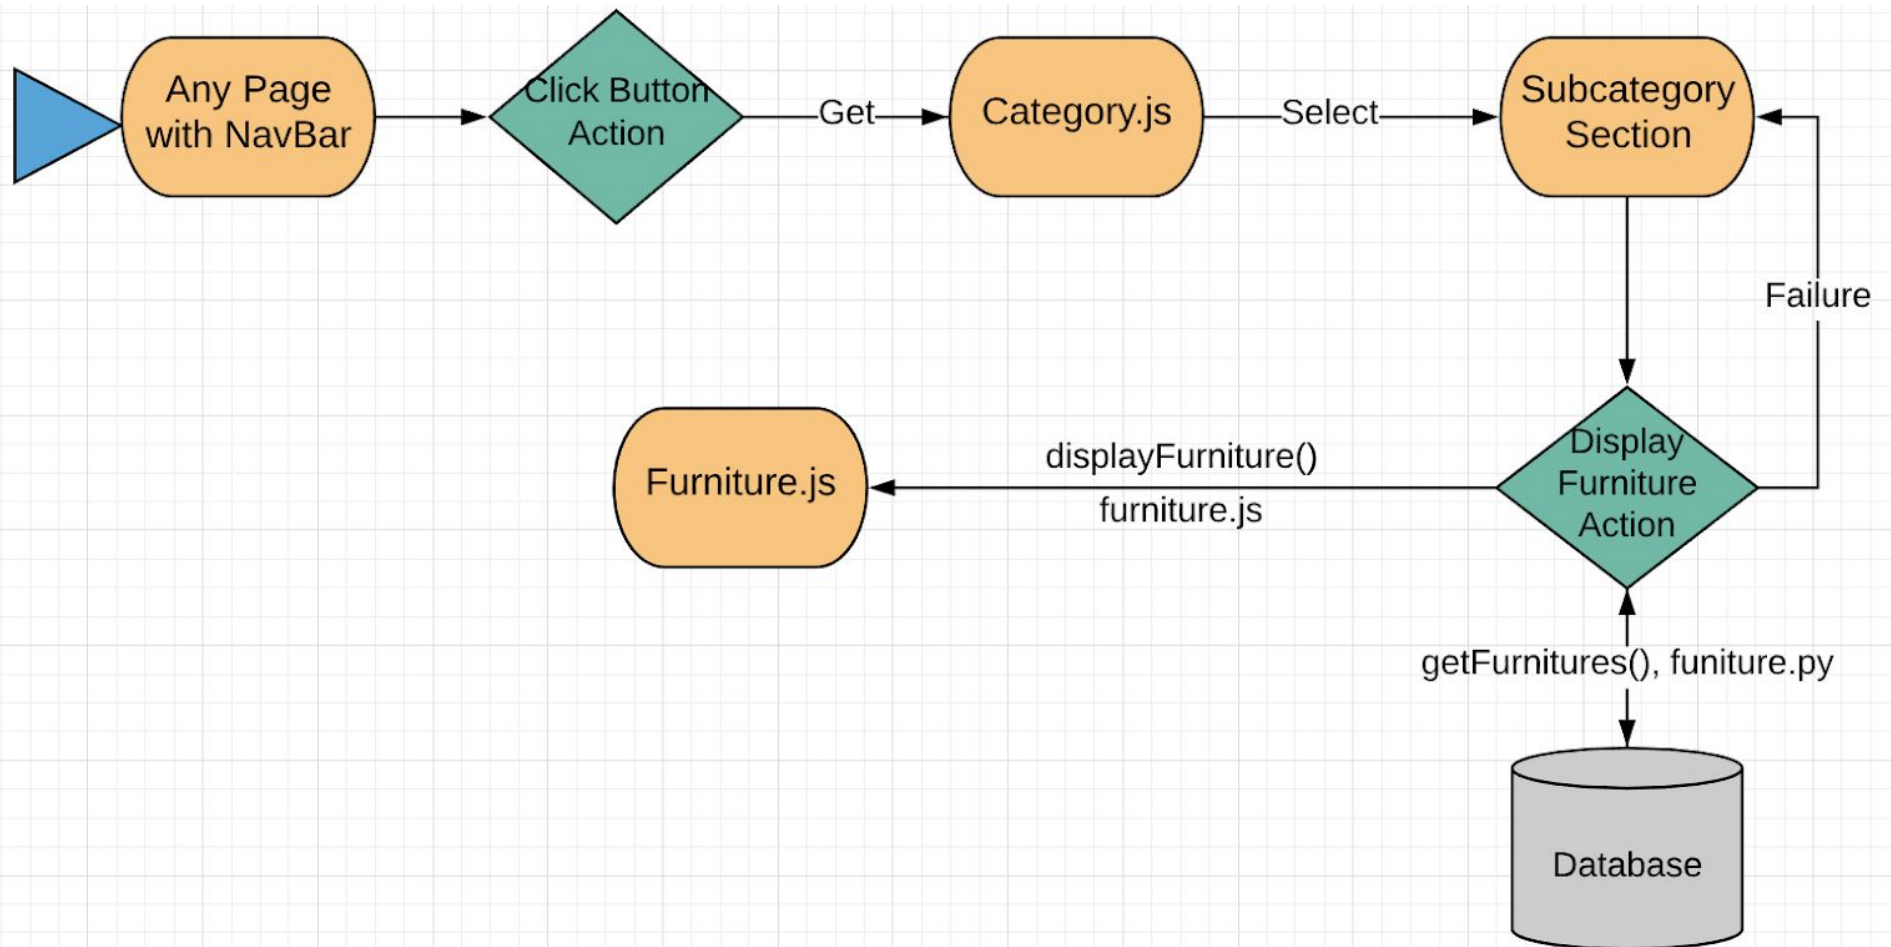 Any Page
with NavBar
Click Button
Action
Get
Category.js
Select
Subcategory
Section
Failure
Display
Furniture
Action
displayFurniture()
furniture.js
Furniture.js
getFurnitures(), funiture.py
Database